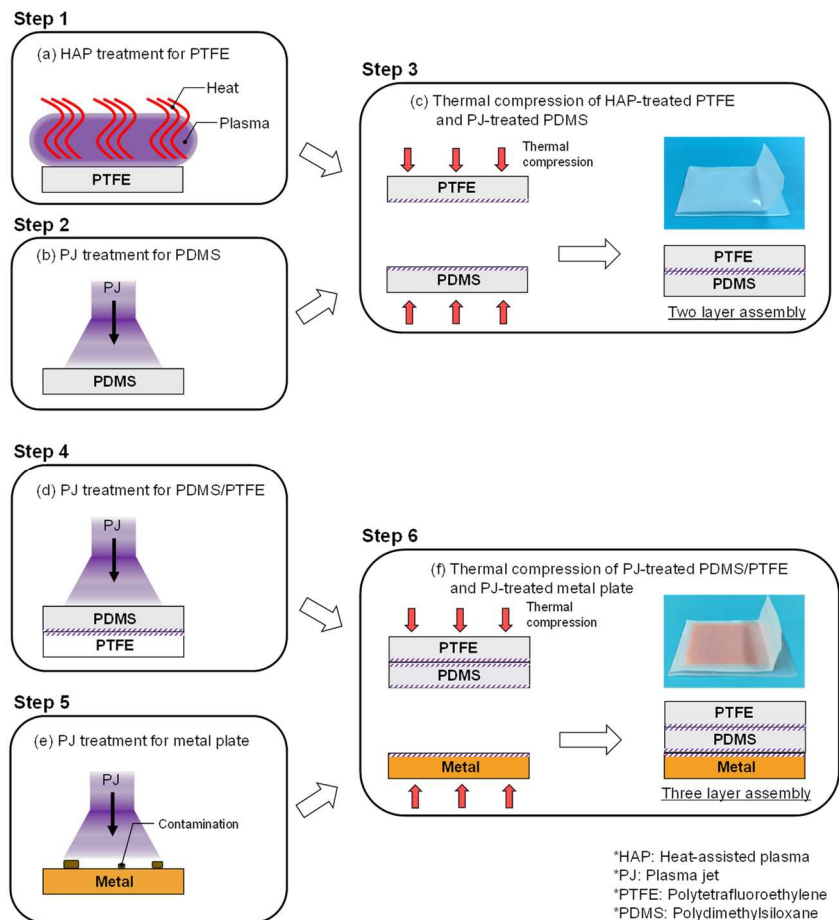 Step 1
(a) HAP treatment for PTFE
Heat
Plasma
PTFE
Step 2
(b) PJ treatment for PDMS
PJ
PDMS
Step 3
(c) Thermal compression of HAP-treated PTFE
and PJ-treated PDMS
Thermal
compression
PTFE
PDMS
PTFE
PDMS
Two layer assembly
Step 4
(d) PJ treatment for PDMS/PTFE
PJ
PDMS
PTFE
Step 5
(e) PJ treatment for metal plate
PJ
Contamination
Metal
Step 6
(f) Thermal compression of PJ-treated PDMS/PTFE
and PJ-treated metal plate
Thermal
compression
PTFE
PDMS
Metal
PTFE
PDMS
Metal
Three layer assembly
*HAP: Heat-assisted plasma
*PJ: Plasma jet
*PTFE: Polytetrafluoroethylene
*PDMS: Polydimethylsiloxane